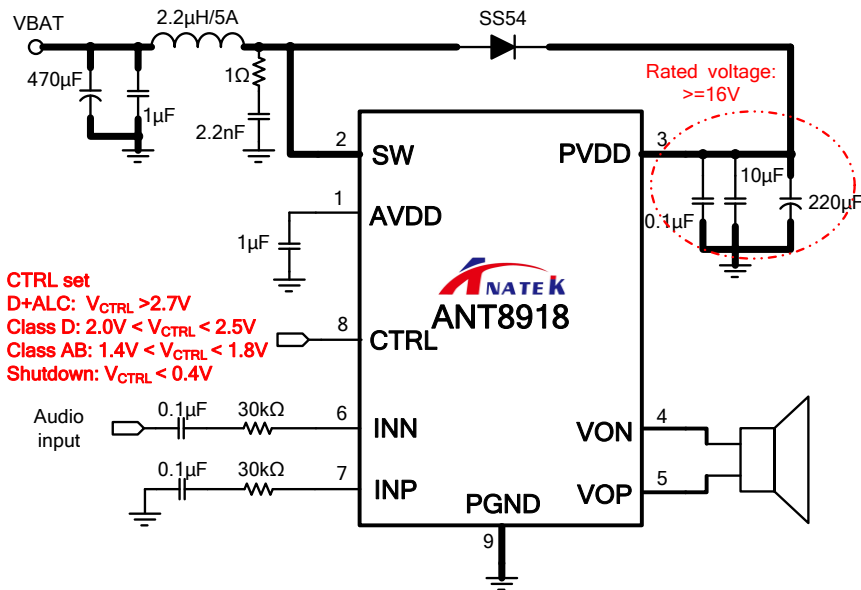 VBAT
2.2μH/5A
SS54
470μF
1μF
1Ω
2.2nF
Rated voltage:
>=16V
2
SW
PVDD
3
10μF
0.1μF
220μF
1
AVDD
1μF
ANATEK
ANT8918
CTRL set
D+ALC: VCTRL >2.7V
Class D: 2.0V < VCTRL < 2.5V
Class AB: 1.4V < VCTRL < 1.8V
Shutdown: VCTRL < 0.4V
8
CTRL
Audio
input
0.1μF
30kΩ
6
INN
VON
4
0.1μF
30kΩ
7
INP
VOP
5
PGND
9